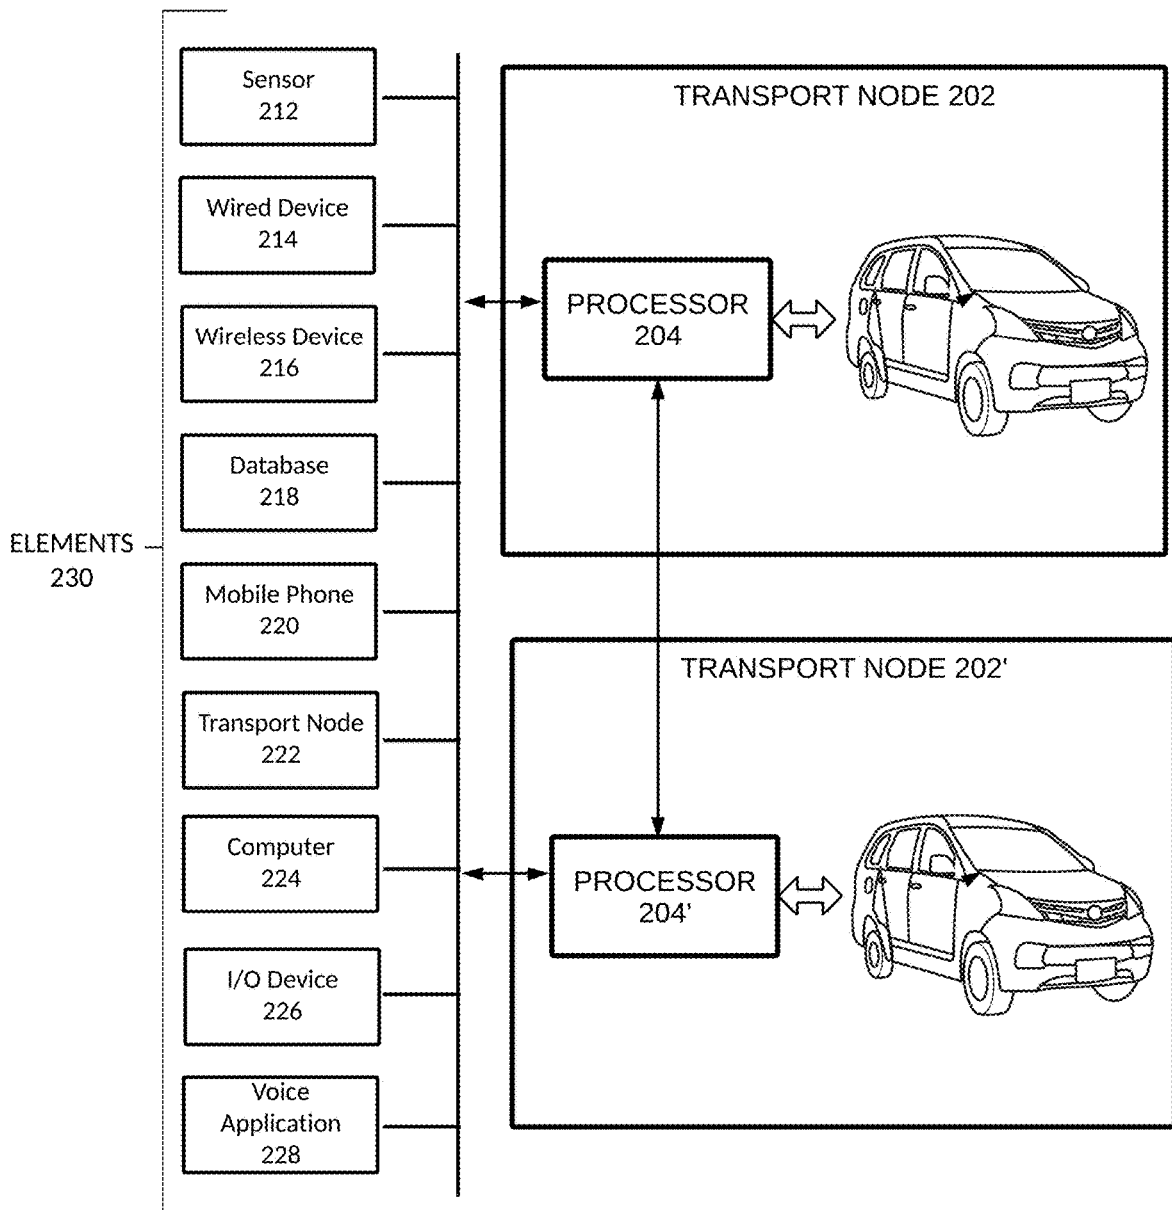 ELEMENTS
230
Sensor
212
Wired Device
214
Wireless Device
216
Database
218
Mobile Phone
220
Transport Node
222
Computer
224
I/O Device
226
Voice
Application
228
TRANSPORT NODE 202
PROCESSOR
204
TRANSPORT NODE 202'
PROCESSOR
204’